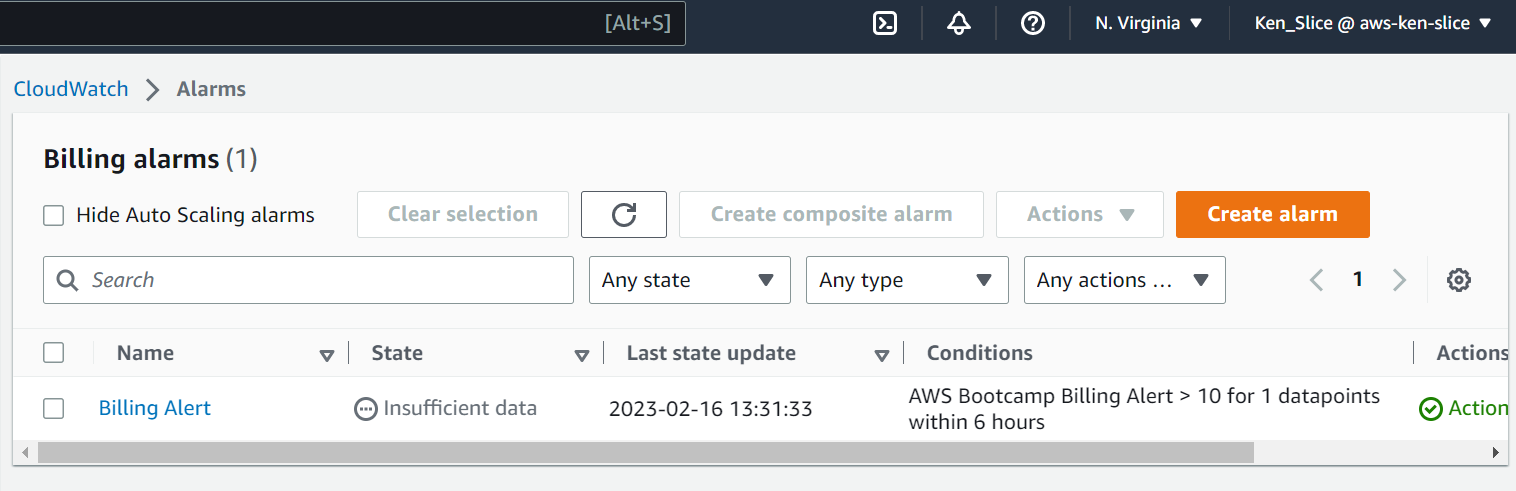 [Alt+S]
N. Virginia
Ken_Slice @ aws-ken-slice
CloudWatch
Alarms
Billing alarms (1)
Hide Auto Scaling alarms
Clear selection
Create composite alarm
Actions
Create alarm
Search
Any state
Any type
Any actions ...
1
Name
State
Last state update
Conditions
Actions
Billing Alert
Insufficient data
2023-02-16 13:31:33
AWS Bootcamp Billing Alert > 10 for 1 datapoints
within 6 hours
Action